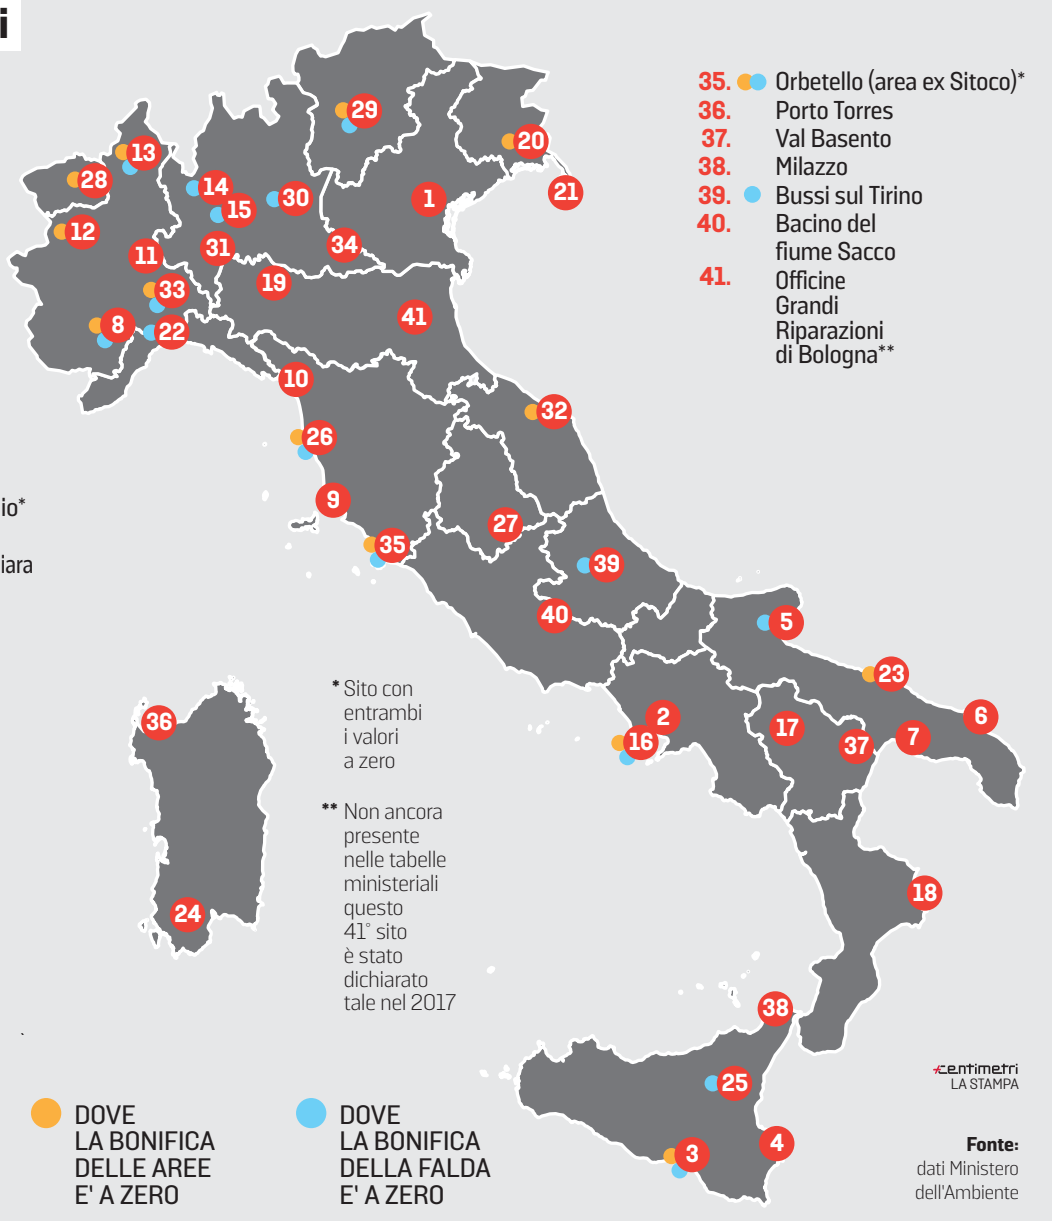 i
35. Orbetello (area ex Sitoco)*
36. Porto Torres
37. Val Basento
38. Milazzo
39. Bussi sul Tirino
40. Bacino del
fiume Sacco
41. Officine
Grandi
Riparazioni
di Bologna**
29
13
20
28
14
30
21
15
1
12
11
31
34
19
33
41
8
22
10
32
26
9
27
io*
35
39
iara
40
5
23
* Sito con
entrambi
i valori
a zero
36
2
6
16
17
7
37
** Non ancora
presente
nelle tabelle
ministeriali
questo
41° sito
è stato
dichiarato
tale nel 2017
24
18
38
25
4
3
centimetri
LA STAMPA
DOVE
LA BONIFICA
DELLE AREE
E' A ZERO
DOVE
LA BONIFICA
DELLA FALDA
E' A ZERO
Fonte:
dati Ministero
dell'Ambiente